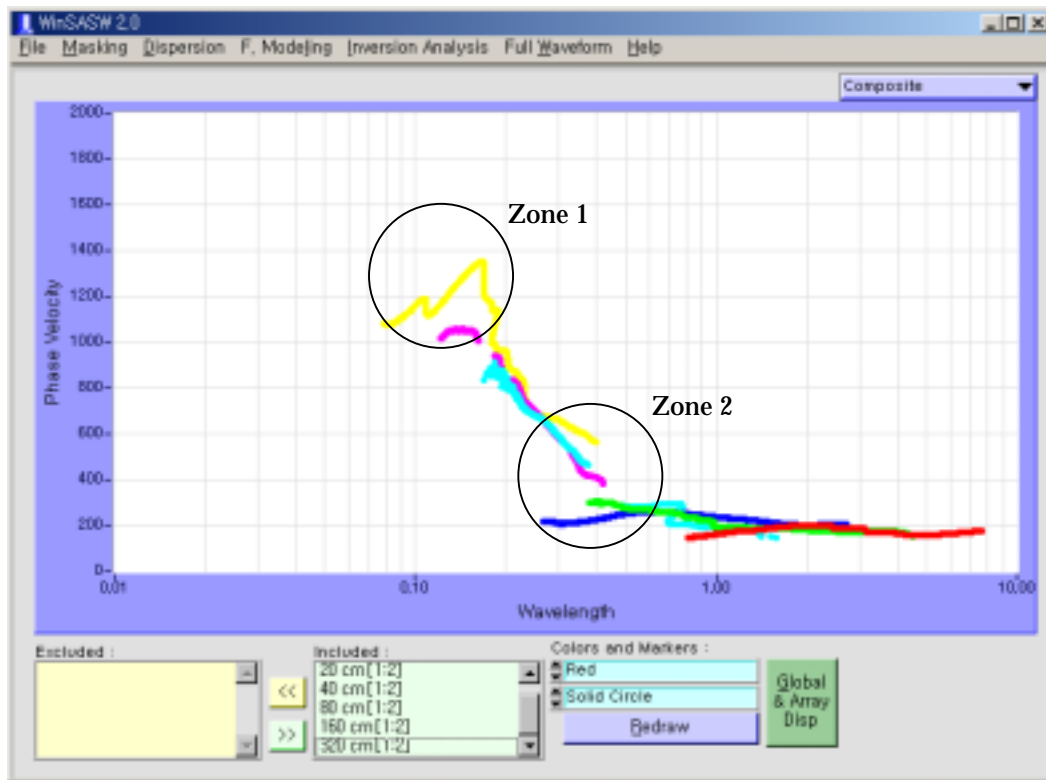 WinSASW 2.0
File Masking Dispersion F. Modeling Inversion Analysis Full Waveform Help
Composite
2000
1800
1600
1400
1200
1000
800
600
400
200
0
Phase Velocity
Zone 1
Zone 2
0.01 0.10 1.00 10.00
Wavelength
Excluded :
<<
>>
Included :
20 cm[1:2]
40 cm[1:2]
80 cm[1:2]
160 cm[1:2]
320 cm[1:2]
Colors and Markers :
Red
Solid Circle
Redraw
Global
& Array
Disp